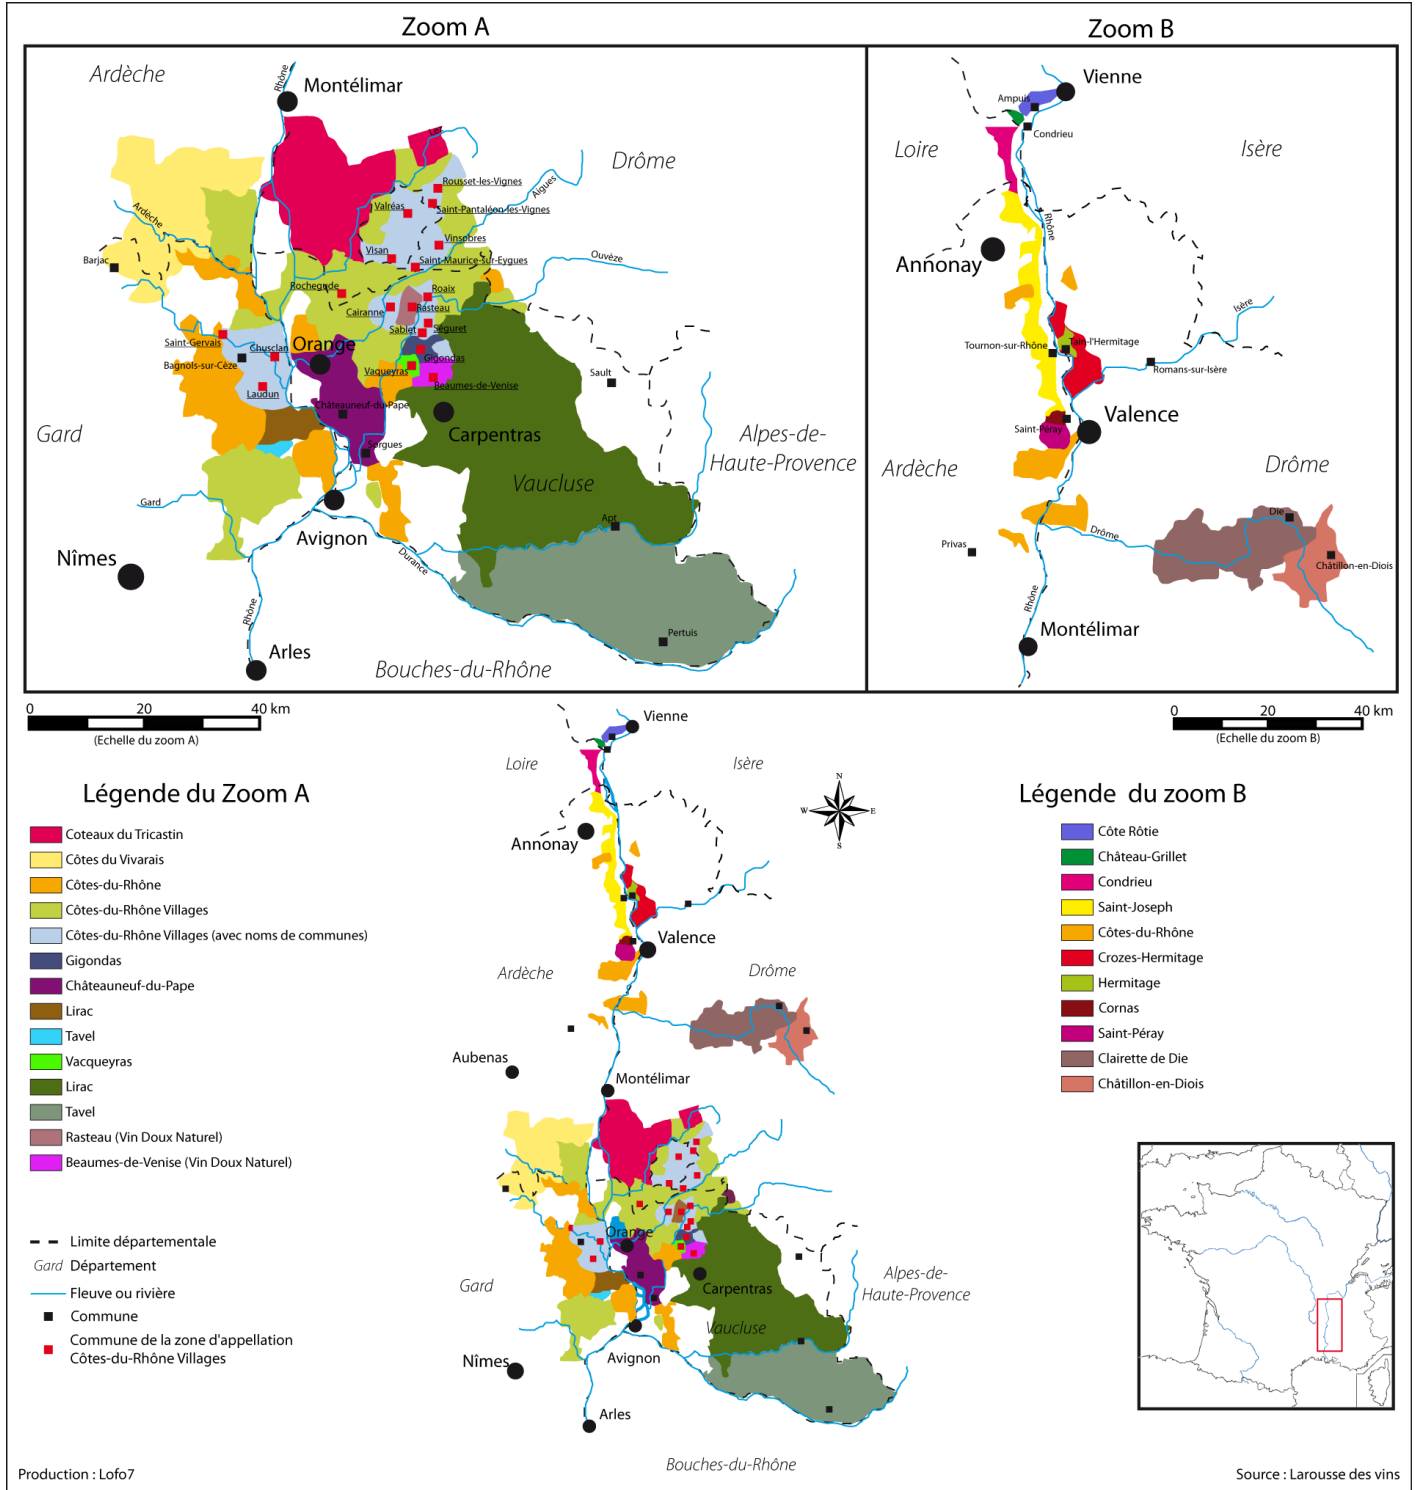 Zoom A
Zoom B
Ardèche
Rhône
Montélimar
Lez
Drôme
Rousset-les-Vignes
Aigues
Valréas
Saint-Pantaléon-les-Vignes
Ardèche
Vinsobres
Visan
Ouvèze
Barjac
Saint-Maurice-sur-Eygues
Rochegude
Roaix
Cairanne
Rasteau
Sablet
Séguret
Saint-Gervais
Chusclan
Orange
Gigondas
Bagnols-sur-Cèze
Vaqueyras
Sault
Beaumes-de-Venise
Laudun
Châteauneuf-du-Pape
Gard
Carpentras
Alpes-de-
Haute-Provence
Sorgues
Vaucluse
Gard
Apt
Avignon
Durance
Nîmes
Rhône
Pertuis
Arles
Bouches-du-Rhône
Vienne
Ampuis
Condrieu
Loire
Isère
Rhône
Annonay
Isère
Tournon-sur-Rhône
Tain-l'Hermitage
Romans-sur-Isère
Valence
Saint-Péray
Ardèche
Drôme
Die
Drôme
Privas
Châtillon-en-Diois
Rhône
Montélimar
0 20 40 km
(Echelle du zoom A)
0 20 40 km
(Echelle du zoom B)
Légende du Zoom A
Coteaux du Tricastin
Côtes du Vivarais
Côtes-du-Rhône
Côtes-du-Rhône Villages
Côtes-du-Rhône Villages (avec noms de communes)
Gigondas
Châteauneuf-du-Pape
Lirac
Tavel
Vacqueyras
Lirac
Tavel
Rasteau (Vin Doux Naturel)
Beaumes-de-Venise (Vin Doux Naturel)
Limite départementale
Gard Département
Fleuve ou rivière
Commune
Commune de la zone d'appellation
Côtes-du-Rhône Villages
Vienne
Loire
Isère
N
W E
S
Annonay
Valence
Ardèche
Drôme
Aubenas
Montélimar
Orange
Gard
Carpentras
Alpes-de-
Haute-Provence
Vaucluse
Nîmes
Avignon
Arles
Bouches-du-Rhône
Légende du zoom B
Côte Rôtie
Château-Grillet
Condrieu
Saint-Joseph
Côtes-du-Rhône
Crozes-Hermitage
Hermitage
Cornas
Saint-Péray
Clairette de Die
Châtillon-en-Diois
Production : Lofo7
Source : Larousse des vins